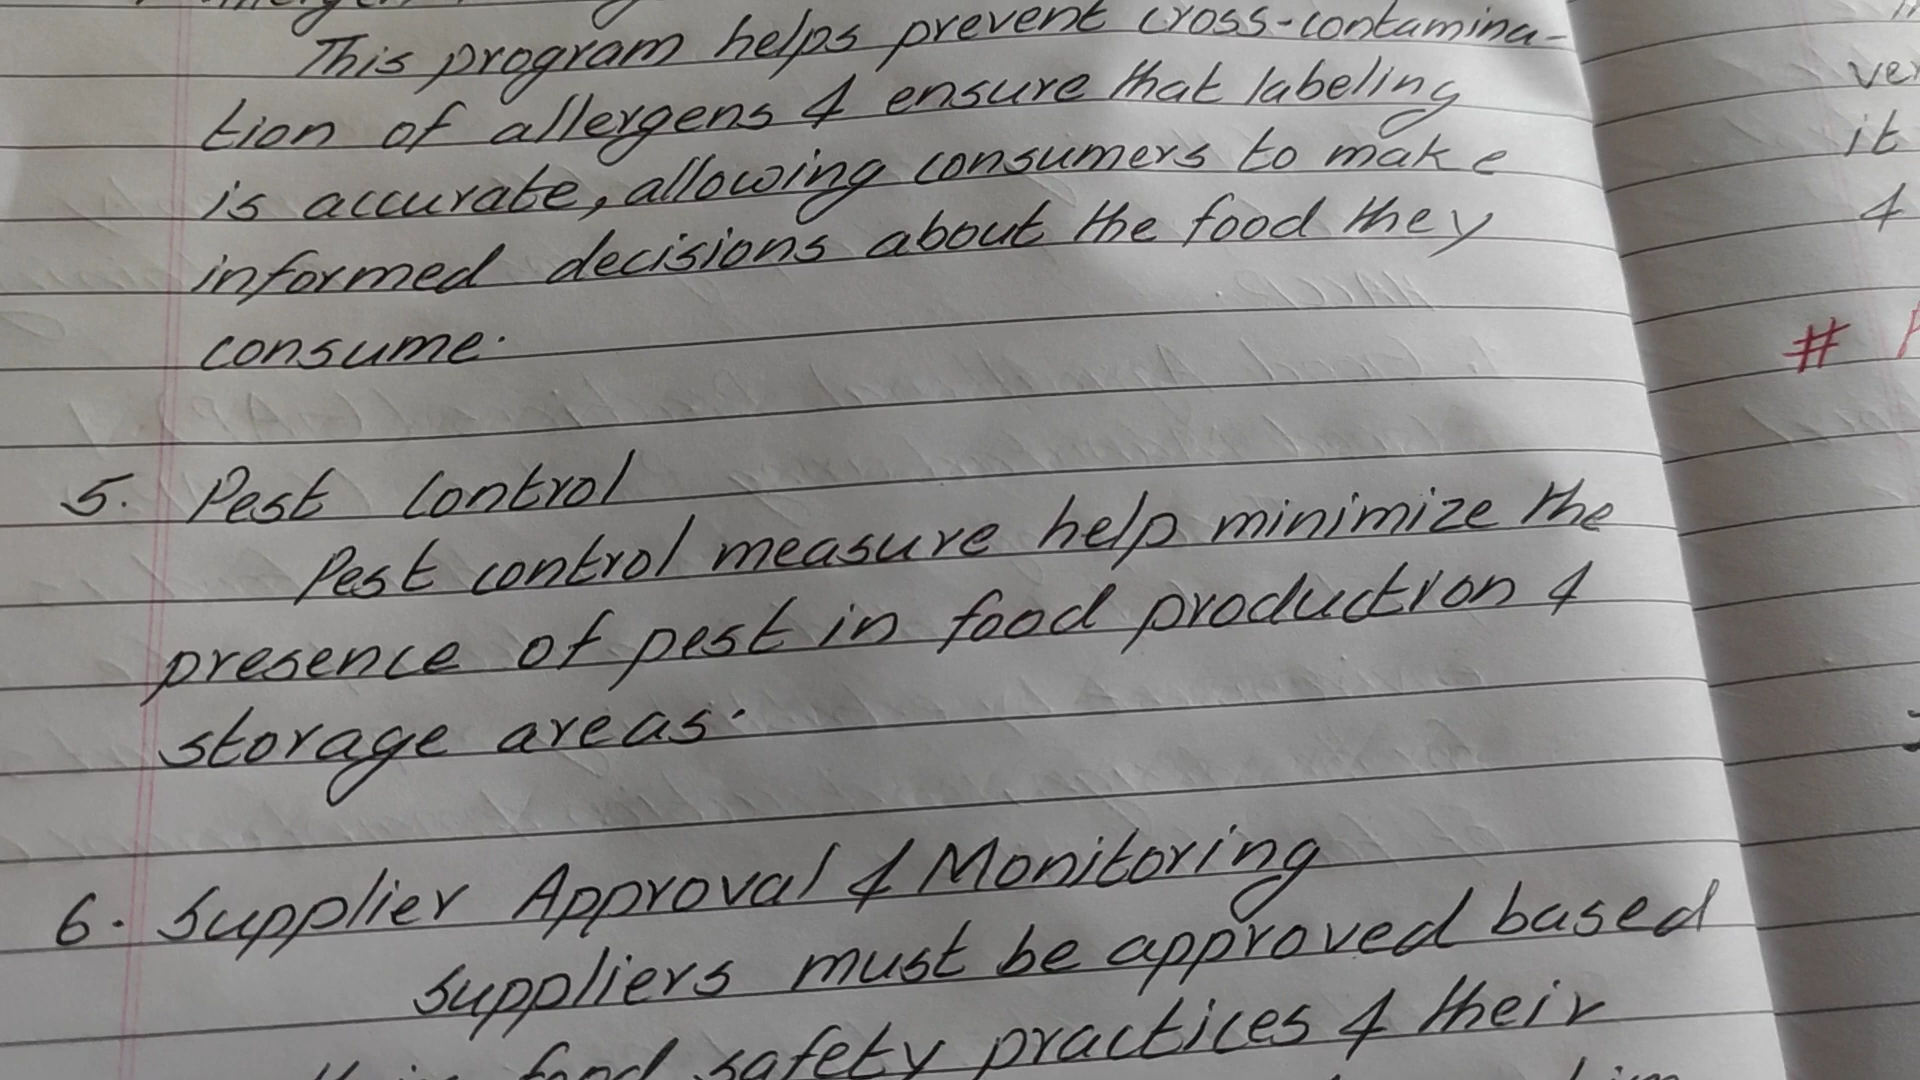 This program helps prevent cross-contamina-
tion of allergens & ensure that labeling
is accurate, allowing consumers to make
informed decisions about the food they
consume.
5. Pest Control
Pest control measure help minimize the
presence of pest in food production &
storage areas.
6. Supplier Approval & Monitoring
Suppliers must be approved based
food safety practices & their
it
&
#